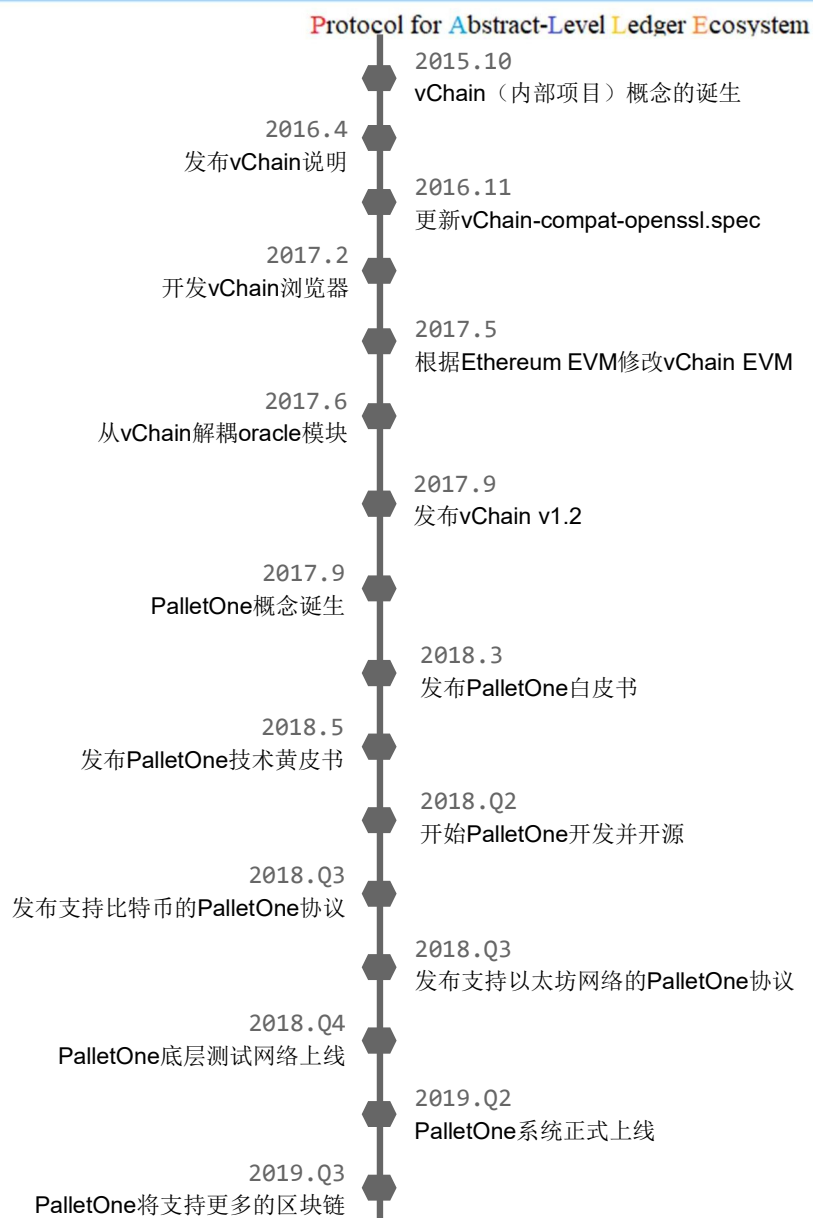 Protocol for Abstract-Level Ledger Ecosystem
2015.10
vChain（内部项目）概念的诞生
2016.4
发布vChain说明
2016.11
更新vChain-compat-openssl.spec
2017.2
开发vChain浏览器
2017.5
根据Ethereum EVM修改vChain EVM
2017.6
从vChain解耦oracle模块
2017.9
发布vChain v1.2
2017.9
PalletOne概念诞生
2018.3
发布PalletOne白皮书
2018.5
发布PalletOne技术黄皮书
2018.Q2
开始PalletOne开发并开源
2018.Q3
发布支持比特币的PalletOne协议
2018.Q3
发布支持以太坊网络的PalletOne协议
2018.Q4
PalletOne底层测试网络上线
2019.Q2
PalletOne系统正式上线
2019.Q3
PalletOne将支持更多的区块链